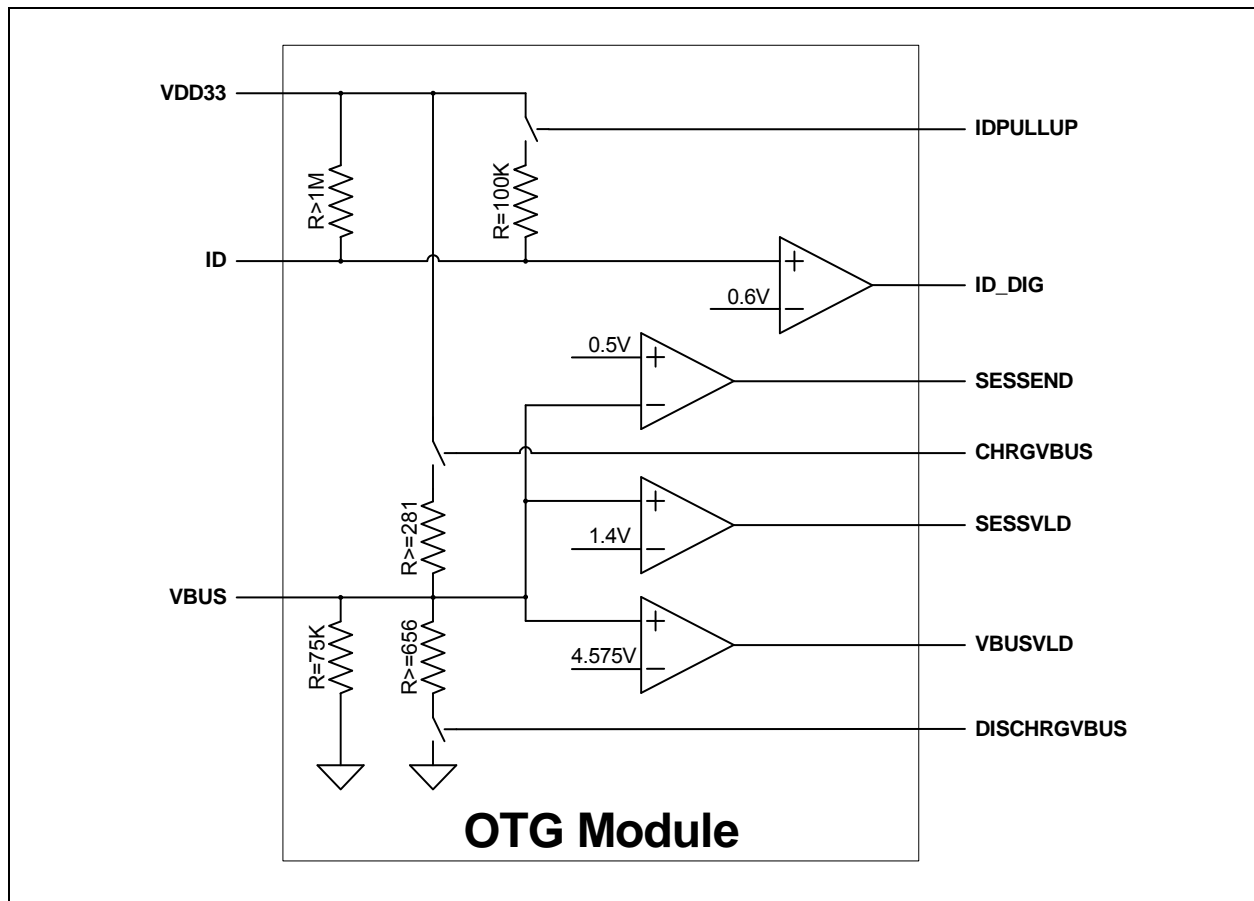 VDD33
IDPULLUP
R>1M
R=100K
ID
ID_DIG
0.6V
0.5V
SESSEND
CHRGVBUS
R>=281
SESSVLD
1.4V
VBUS
R=75K
R>=656
VBUSVLD
4.575V
DISCHRGVBUS
OTG Module